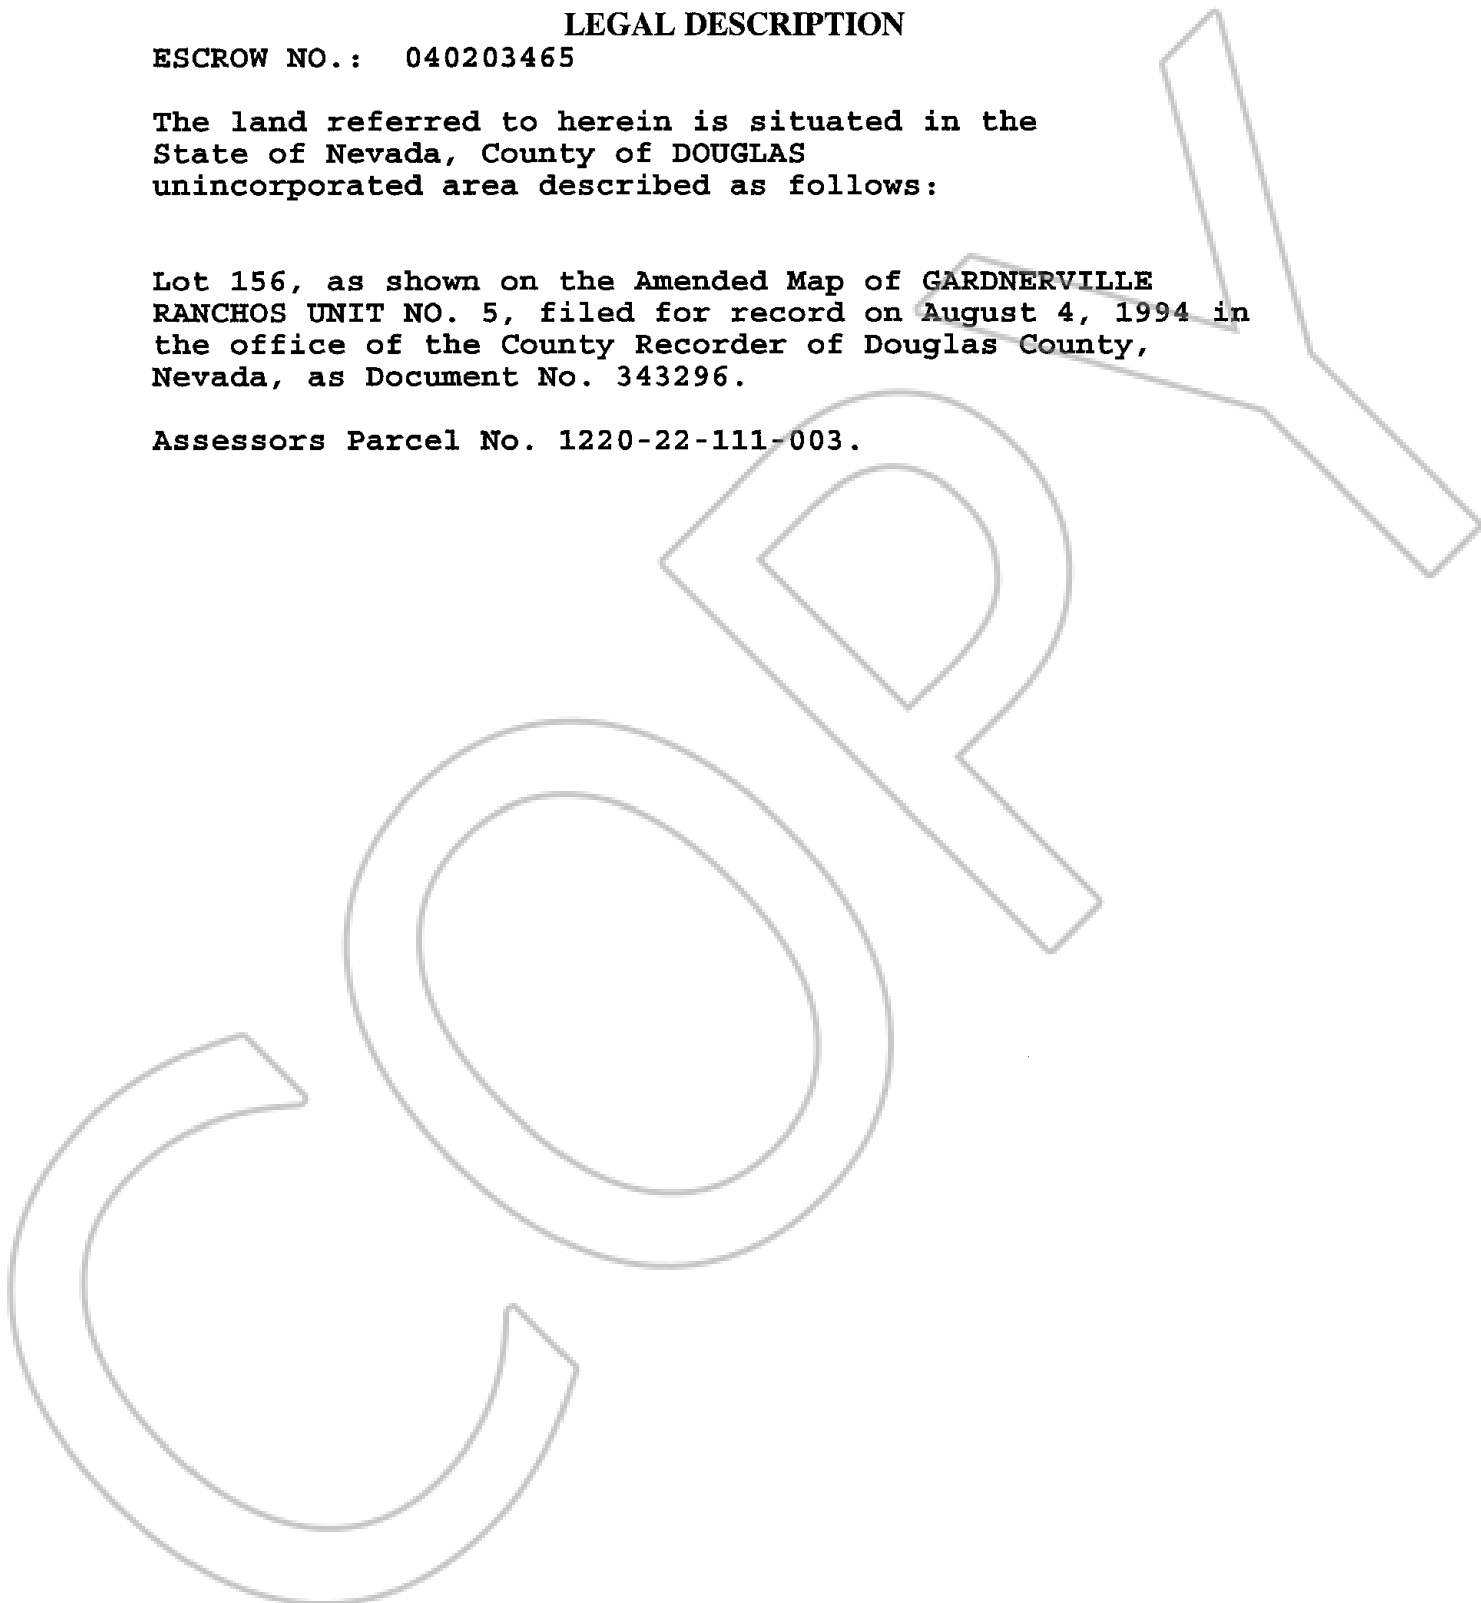 LEGAL DESCRIPTION
ESCROW NO.: 040203465
The land referred to herein is situated in the
State of Nevada, County of DOUGLAS
unincorporated area described as follows:
Lot 156, as shown on the Amended Map of GARDNERVILLE
RANCHOS UNIT NO. 5, filed for record on August 4, 1994 in
the office of the County Recorder of Douglas County,
Nevada, as Document No. 343296.
Assessors Parcel No. 1220-22-111-003.
COPY